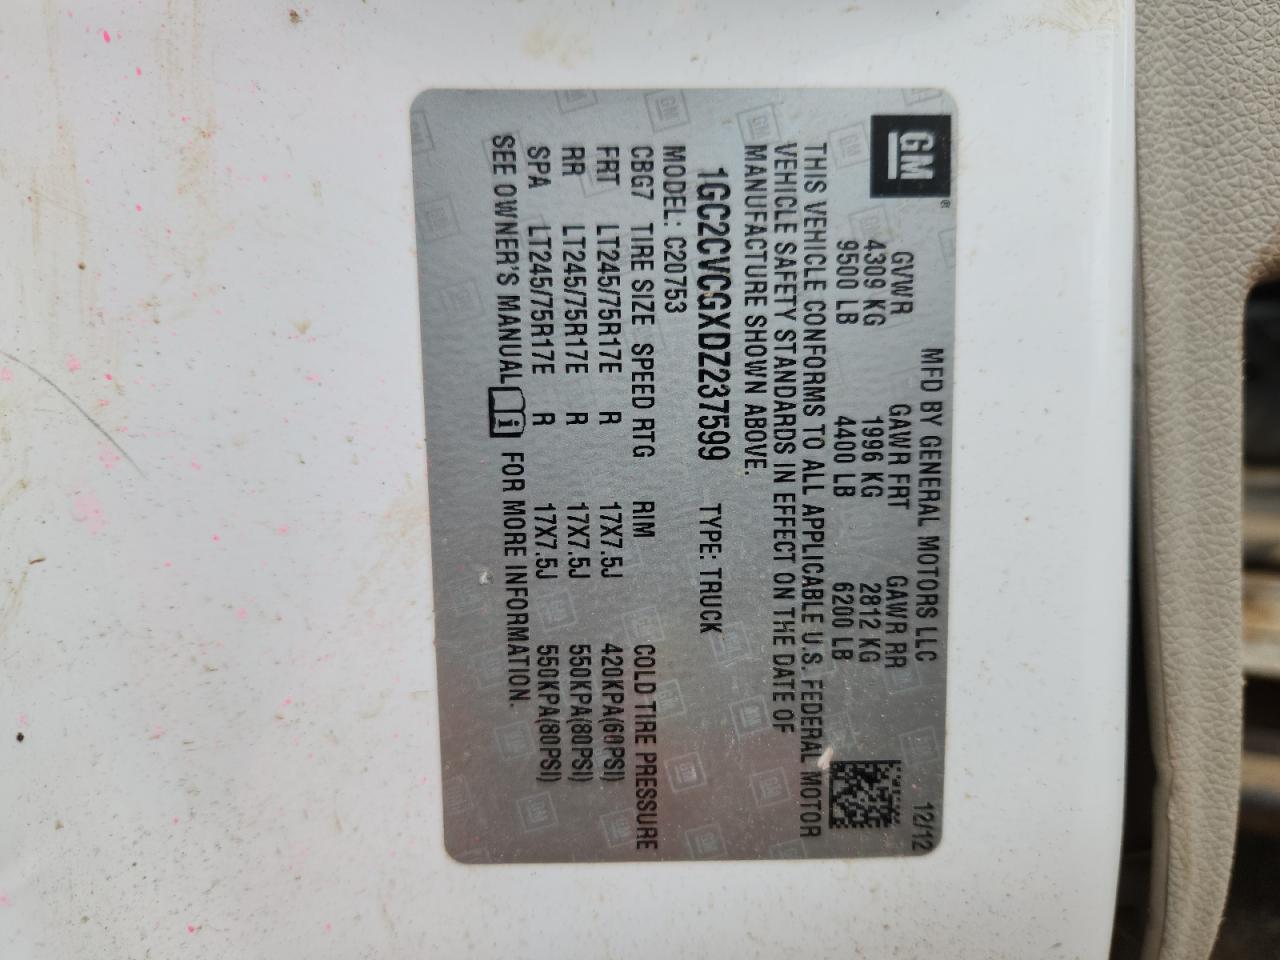 GM®
MFD BY GENERAL MOTORS LLC 12/12
GVWR GAWR FRT GAWR RR
4309 KG 1996 KG 2812 KG
9500 LB 4400 LB 6200 LB
THIS VEHICLE CONFORMS TO ALL APPLICABLE U.S. FEDERAL MOTOR
VEHICLE SAFETY STANDARDS IN EFFECT ON THE DATE OF
MANUFACTURE SHOWN ABOVE.
1GC2CVCGXDZ237599 TYPE: TRUCK
MODEL: C20753
CBG7 TIRE SIZE SPEED RTG RIM COLD TIRE PRESSURE
FRT LT245/75R17E R 17X7.5J 420KPA(60PSI)
RR LT245/75R17E R 17X7.5J 550KPA(80PSI)
SPA LT245/75R17E R 17X7.5J 550KPA(80PSI)
SEE OWNER'S MANUAL i FOR MORE INFORMATION.